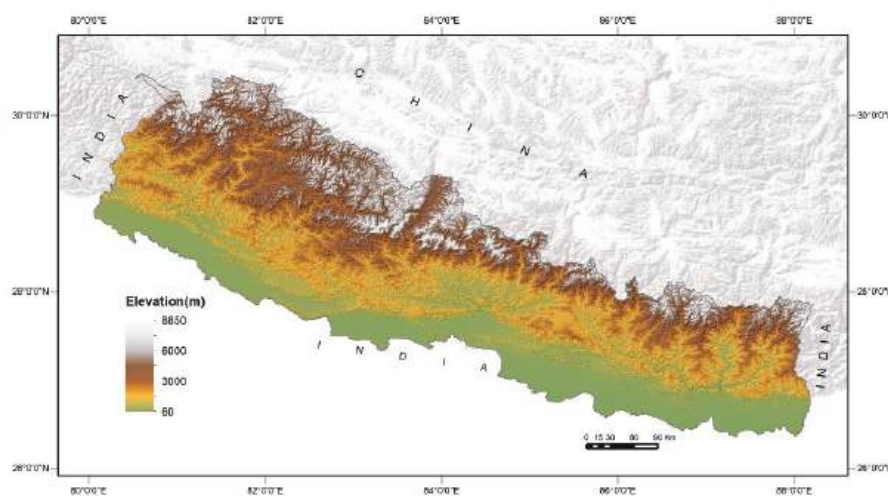 80°0'0"E 82°0'0"E 84°0'0"E 86°0'0"E 88°0'0"E
CHINA
INDIA
30°0'0"N 30°0'0"N
28°0'0"N 28°0'0"N
Elevation(m)
8850
6000
3000
60
INDIA
INDIA
0 15 30 60 90 Km
26°0'0"N 26°0'0"N
80°0'0"E 82°0'0"E 84°0'0"E 86°0'0"E 88°0'0"E